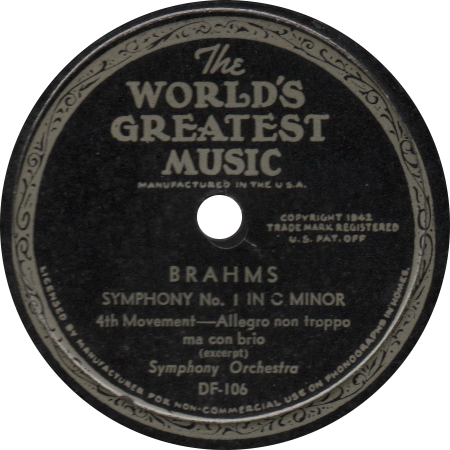 The
WORLD'S
GREATEST
MUSIC
MANUFACTURED IN THE U.S.A.
COPYRIGHT 1942
TRADE MARK REGISTERED
U.S. PAT. OFF
BRAHMS
SYMPHONY No. 1 IN C MINOR
4th Movement—Allegro non troppo
ma con brio
(excerpt)
Symphony Orchestra
DF-106
LICENSED BY MANUFACTURER FOR NON-COMMERCIAL USE ON PHONOGRAPHS IN HOMES.